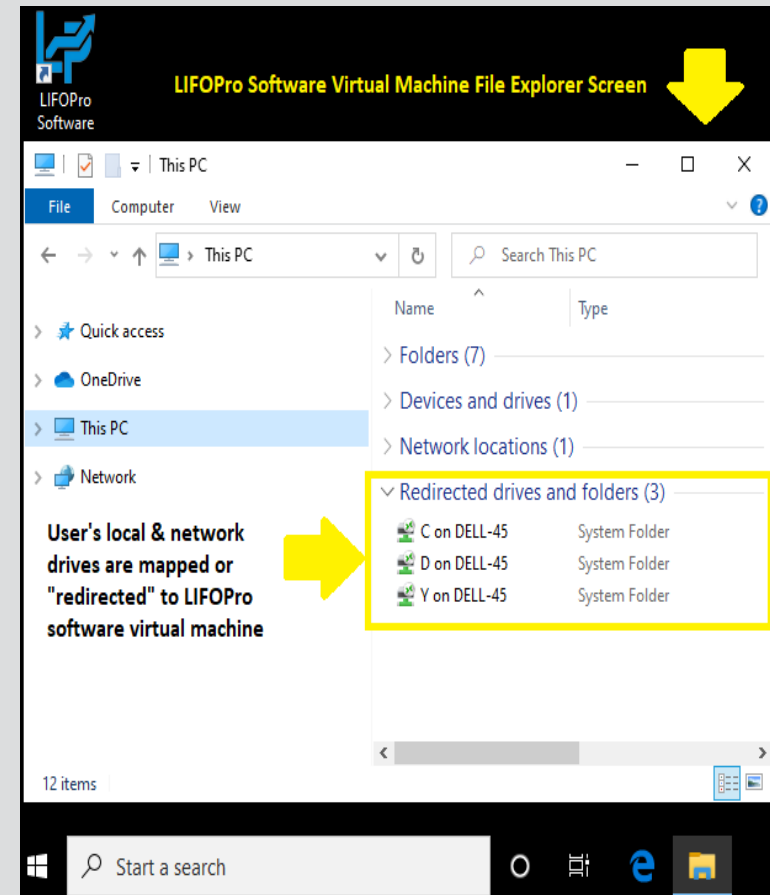 LIFOPro
Software
LIFOPro Software Virtual Machine File Explorer Screen
This PC
File Computer View
This PC
Search This PC
Name Type
Quick access
OneDrive
This PC
Network
Folders (7)
Devices and drives (1)
Network locations (1)
Redirected drives and folders (3)
C on DELL-45 System Folder
D on DELL-45 System Folder
Y on DELL-45 System Folder
User's local & network
drives are mapped or
"redirected" to LIFOPro
software virtual machine
12 items
Start a search